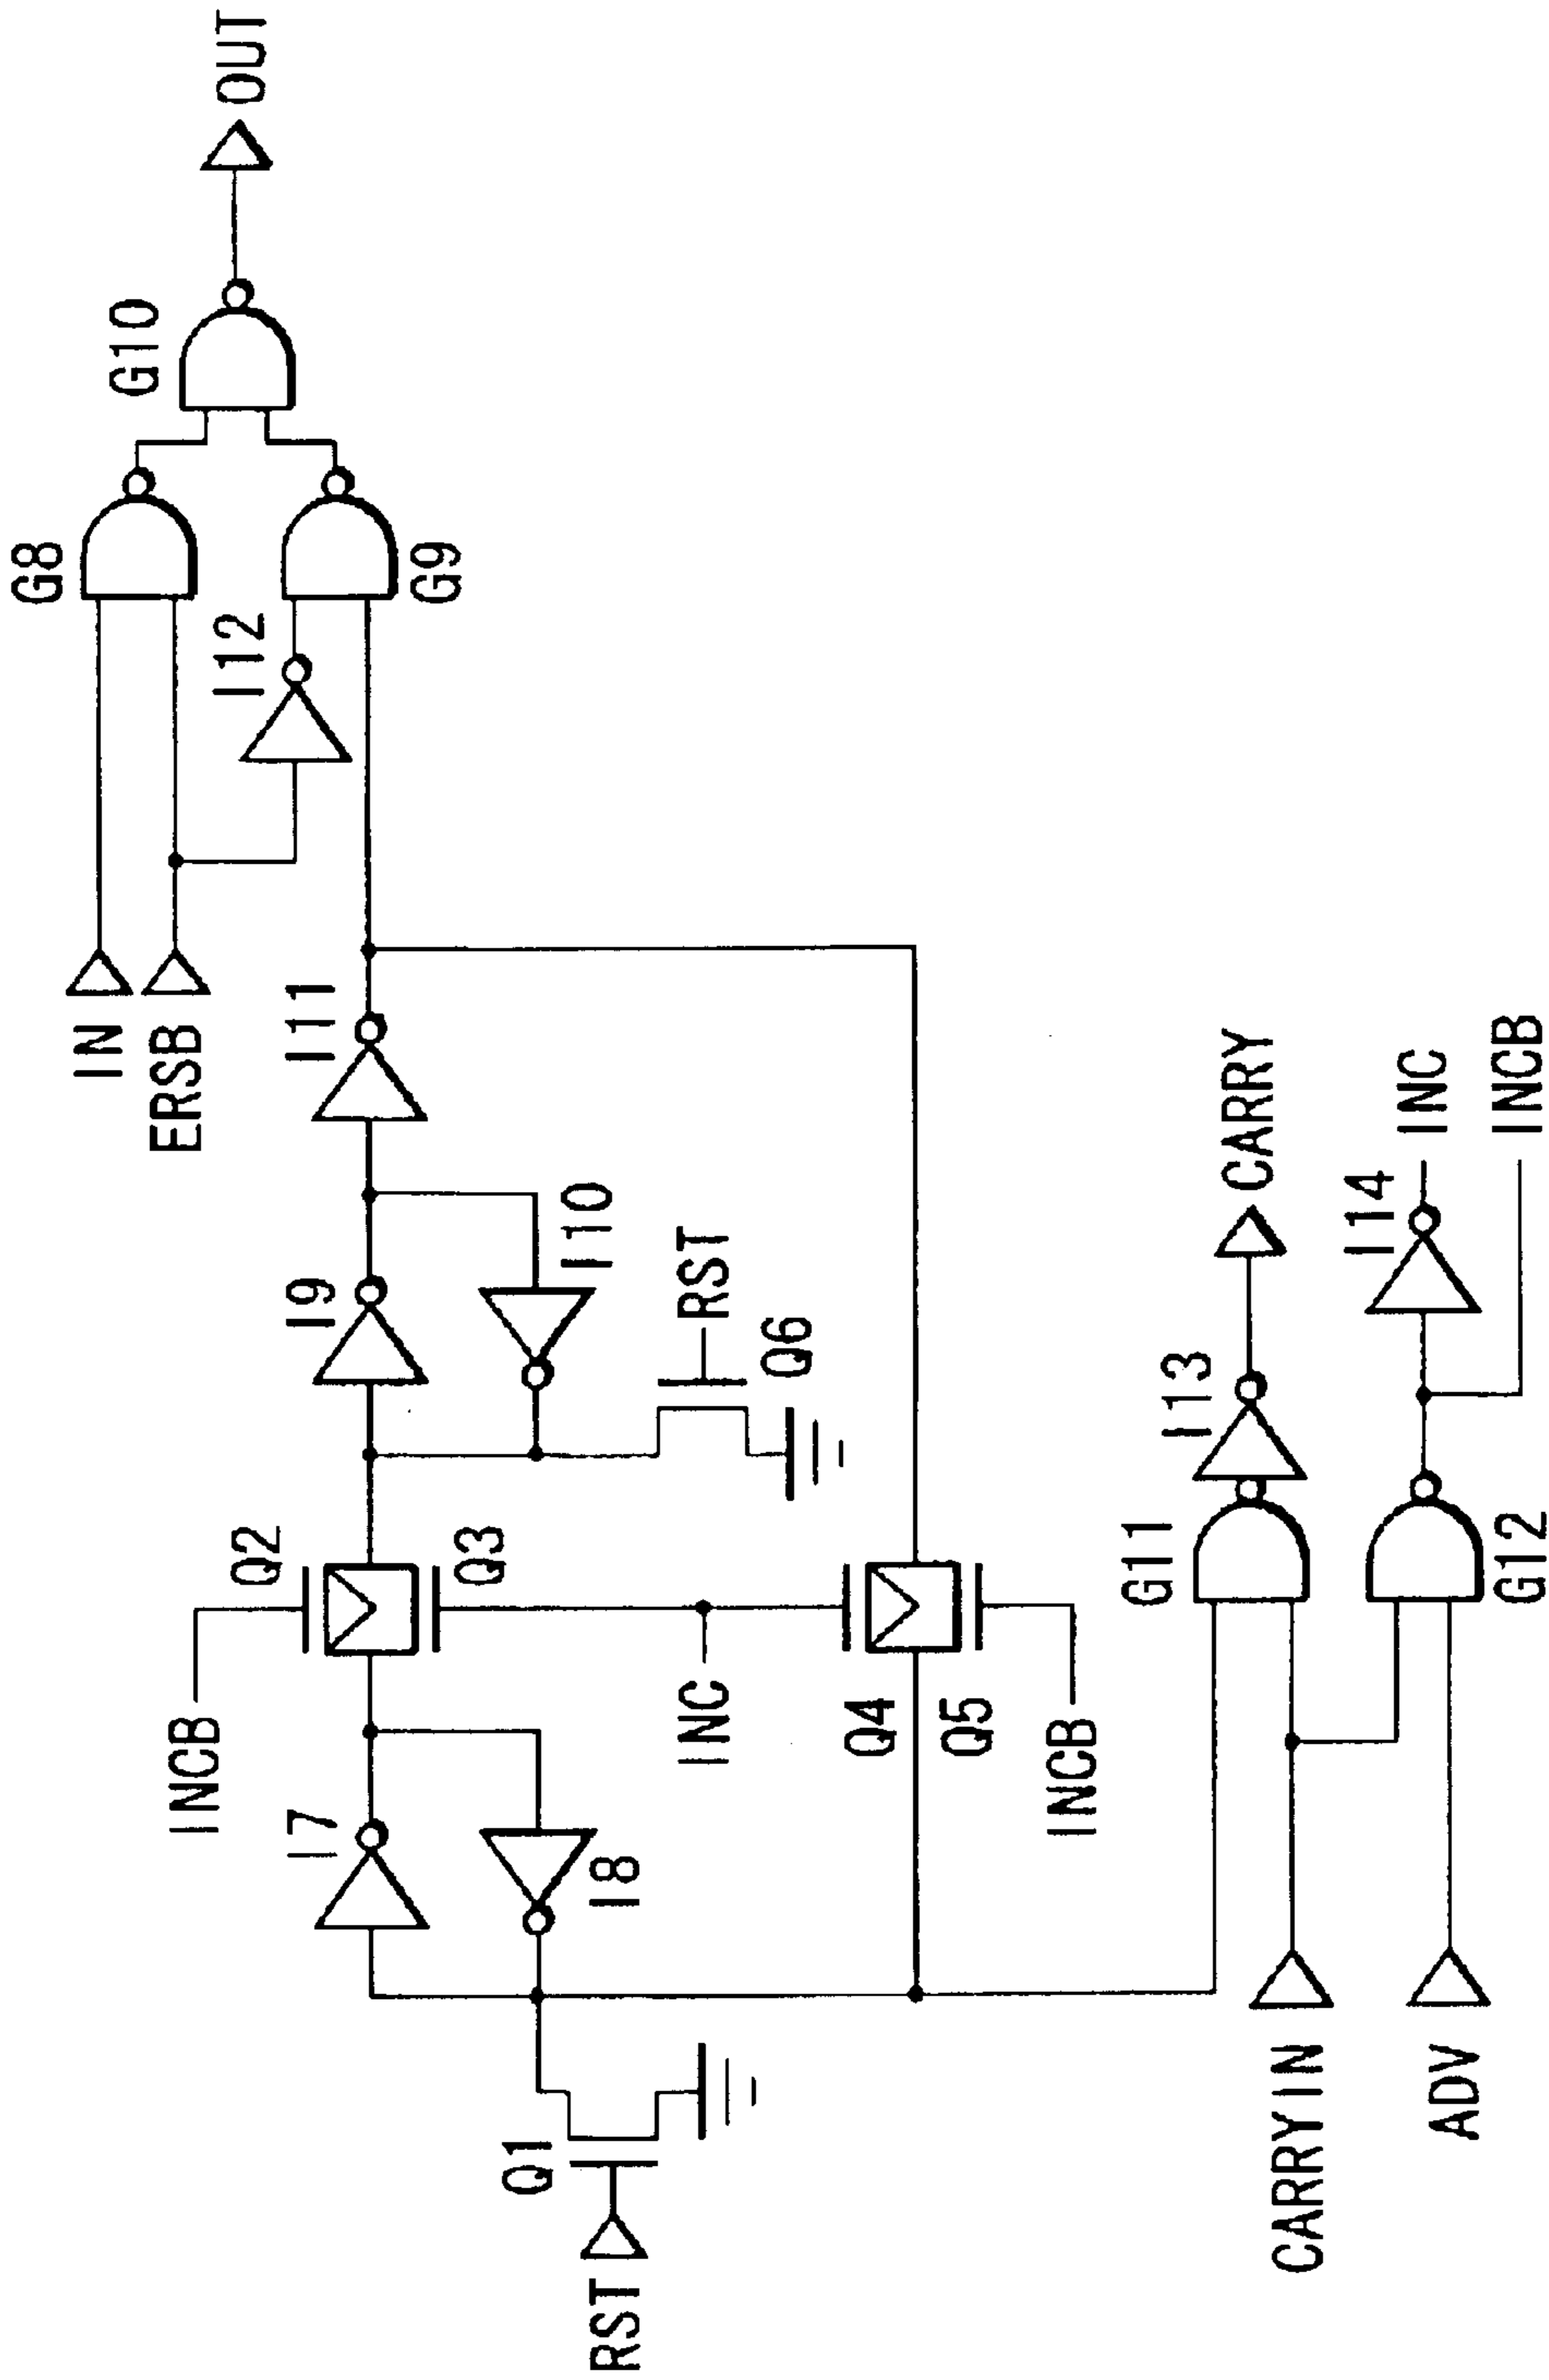 OUT
G10
G8
G9
I12
IN
ERSB
I11
I9
I10
RST
Q6
Q2
Q3
INCB
INC
Q4
Q5
INCB
I7
I8
Q1
RST
CARRY
INC
INCB
I13
I14
G11
G12
CARRYIN
ADV